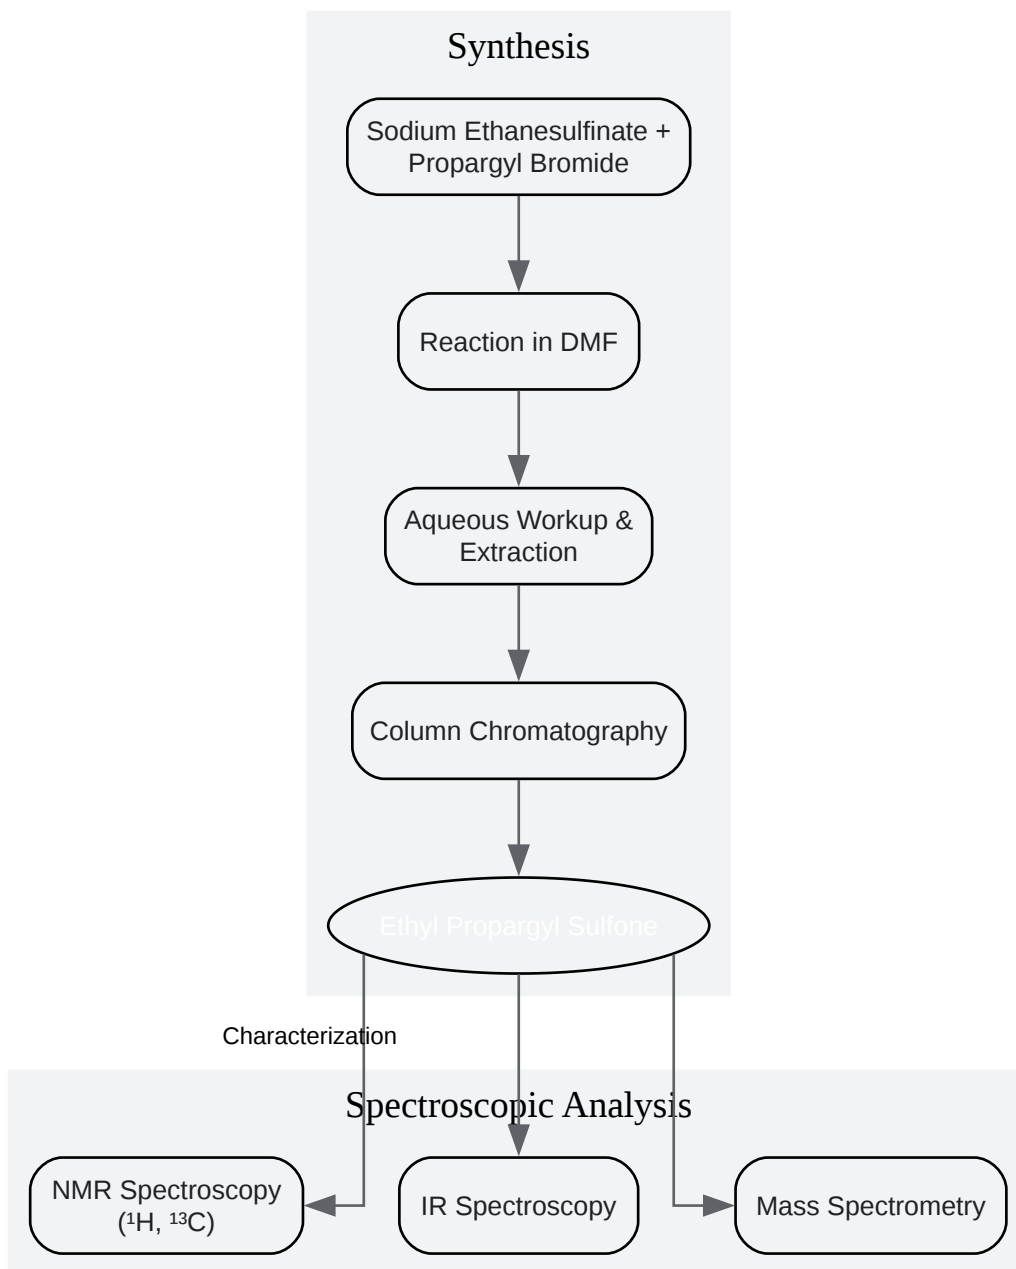 Synthesis
Sodium Ethanesulfinate +
Propargyl Bromide
Reaction in DMF
Aqueous Workup &
Extraction
Column Chromatography
Ethyl Propargyl Sulfone
Characterization
Spectroscopic Analysis
NMR Spectroscopy
(¹H, ¹³C)
IR Spectroscopy
Mass Spectrometry